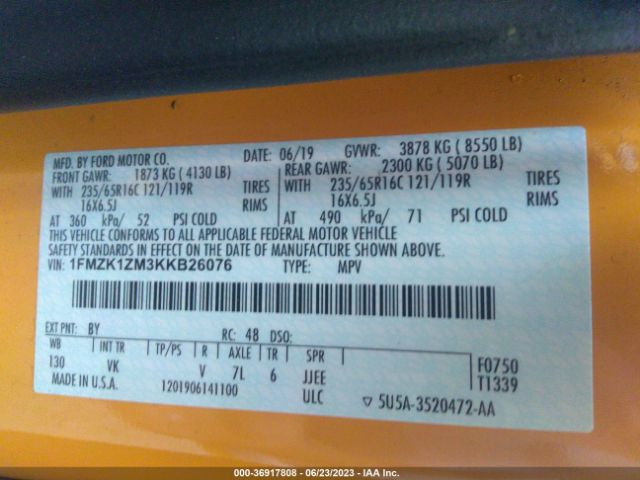 MFD. BY FORD MOTOR CO. DATE: 06/19 GVWR: 3878 KG ( 8550 LB)
FRONT GAWR: 1873 KG ( 4130 LB) REAR GAWR: 2300 KG ( 5070 LB)
WITH 235/65R16C 121/119R TIRES WITH 235/65R16C 121/119R TIRES
16X6.5J RIMS 16X6.5J RIMS
AT 360 kPa/ 52 PSI COLD AT 490 kPa/ 71 PSI COLD
THIS VEHICLE CONFORMS TO ALL APPLICABLE FEDERAL MOTOR VEHICLE
SAFETY STANDARDS IN EFFECT ON THE DATE OF MANUFACTURE SHOWN ABOVE.
VIN: 1FMZK1ZM3KKB26076 TYPE: MPV
EXT PNT: BY RC: 48 DSO:
WB INT TR TP/PS R AXLE TR SPR
130 VK V 7L 6 JJEE F0750
MADE IN U.S.A. 1201906141100 ULC T1339
▽ 5U5A-3520472-AA
000-36917808 - 06/23/2023 - IAA Inc.